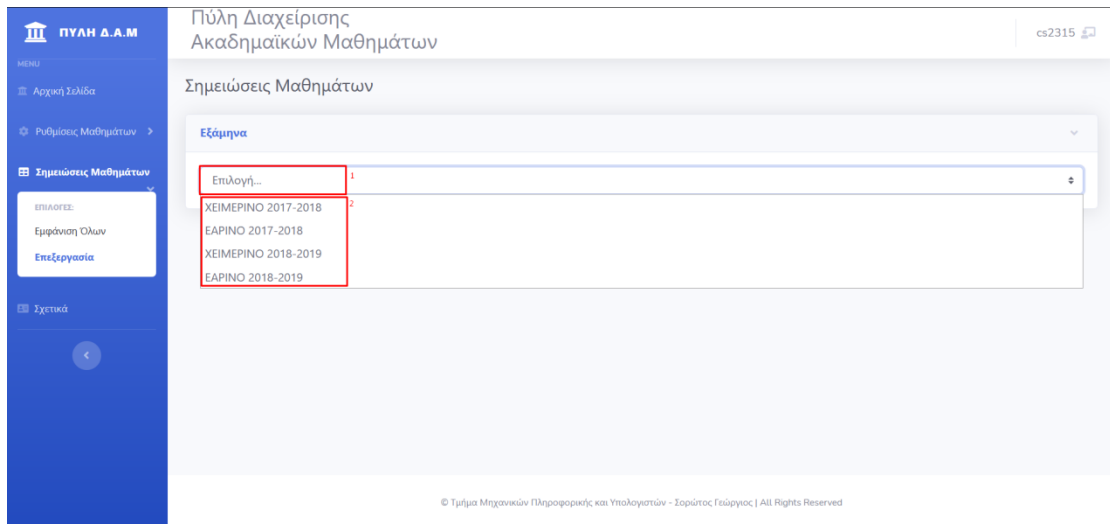 ΠΥΛΗ Δ.Α.Μ
MENU
Αρχική Σελίδα
Ρυθμίσεις Μαθημάτων
Σημειώσεις Μαθημάτων
ΕΠΙΛΟΓΕΣ:
Εμφάνιση Όλων
Επεξεργασία
Σχετικά
Πύλη Διαχείρισης
Ακαδημαϊκών Μαθημάτων
cs2315
Σημειώσεις Μαθημάτων
Εξάμηνα
Επιλογή... 1
ΧΕΙΜΕΡΙΝΟ 2017-2018 2
ΕΑΡΙΝΟ 2017-2018
ΧΕΙΜΕΡΙΝΟ 2018-2019
ΕΑΡΙΝΟ 2018-2019
© Τμήμα Μηχανικών Πληροφορικής και Υπολογιστών - Σορώτος Γεώργιος | All Rights Reserved